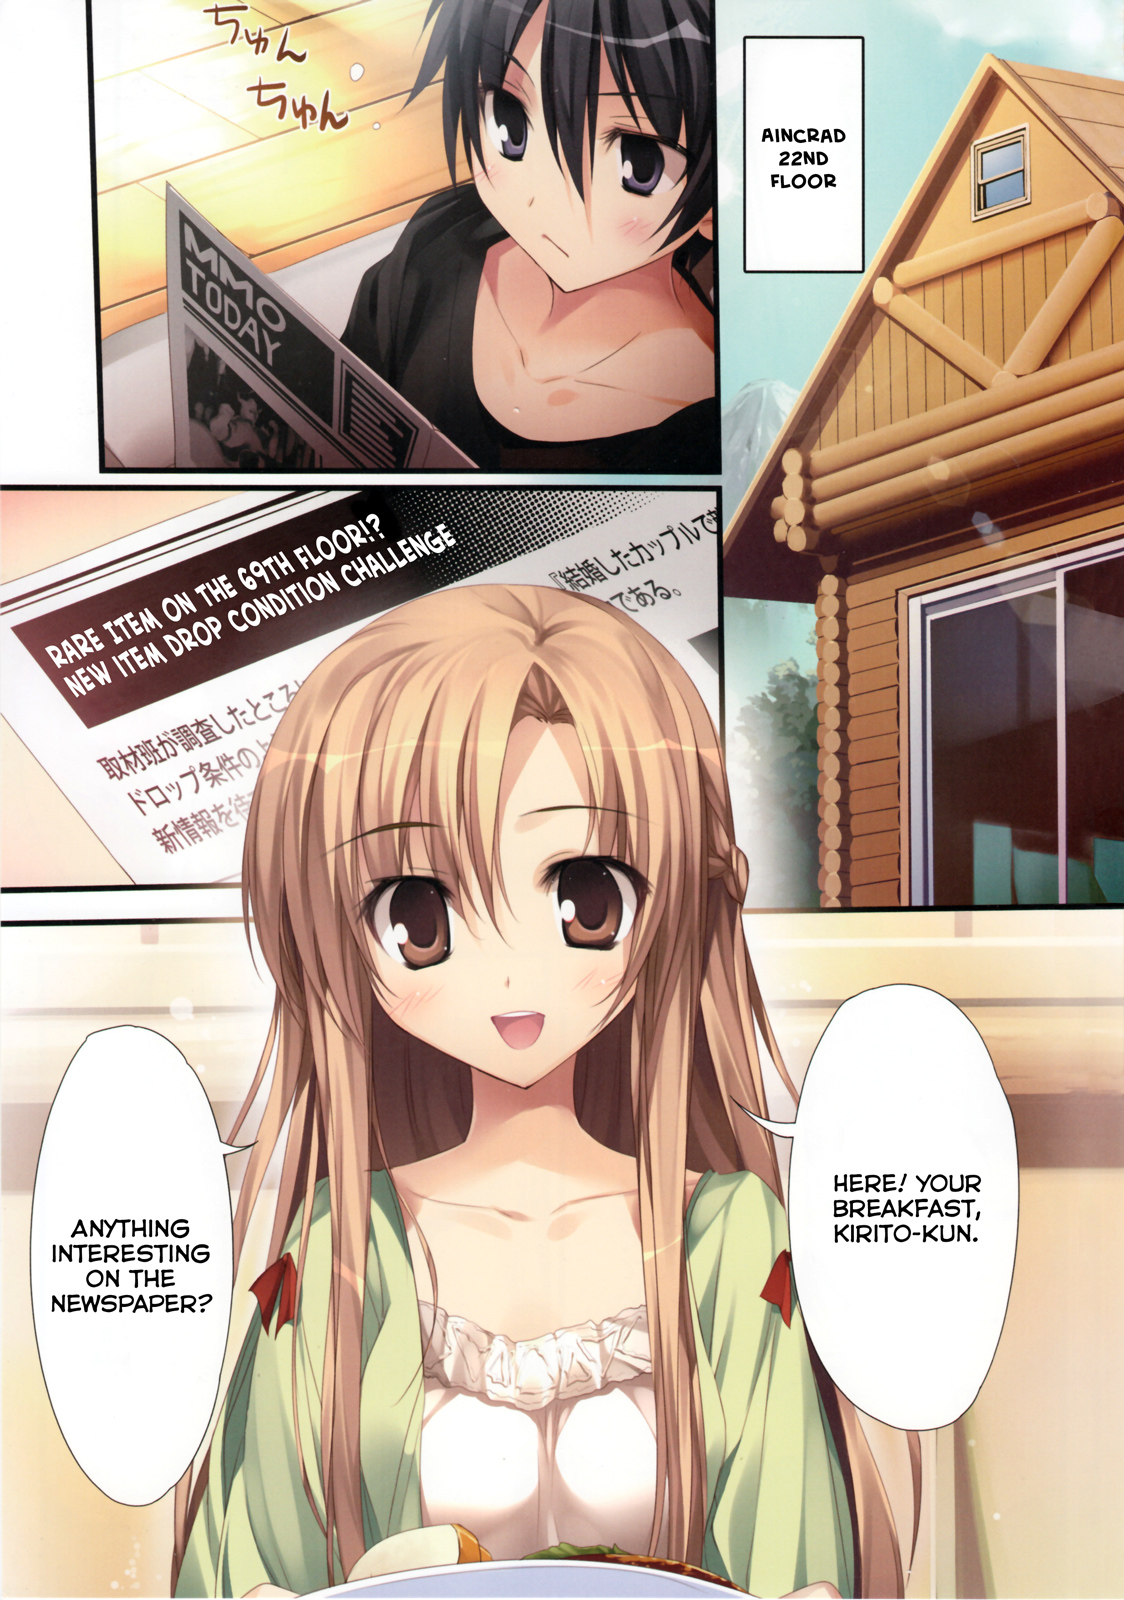 AINCRAD
22ND
FLOOR
ちゅん
ちゅん
MMO
TODAY
RARE ITEM ON THE 69TH FLOOR!?
NEW ITEM DROP CONDITION CHALLENGE
『結婚したカップルで
である。
取材班が調査したところ
ドロップ条件の
新情報を
HERE! YOUR
BREAKFAST,
KIRITO-KUN.
ANYTHING
INTERESTING
ON THE
NEWSPAPER?